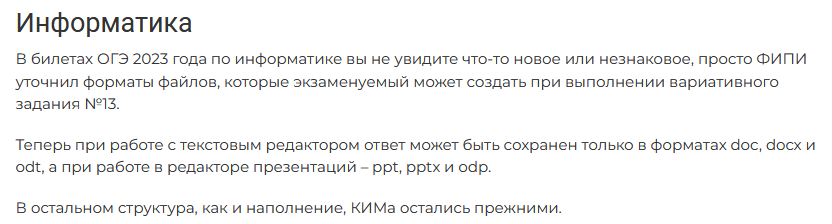 Информатика
В билетах ОГЭ 2023 года по информатике вы не увидите что-то новое или незнаковое, просто ФИПИ
уточнил форматы файлов, которые экзаменуемый может создать при выполнении вариативного
задания №13.
Теперь при работе с текстовым редактором ответ может быть сохранен только в форматах doc, docx и
odt, а при работе в редакторе презентаций – ppt, pptx и odp.
В остальном структура, как и наполнение, КИМа остались прежними.